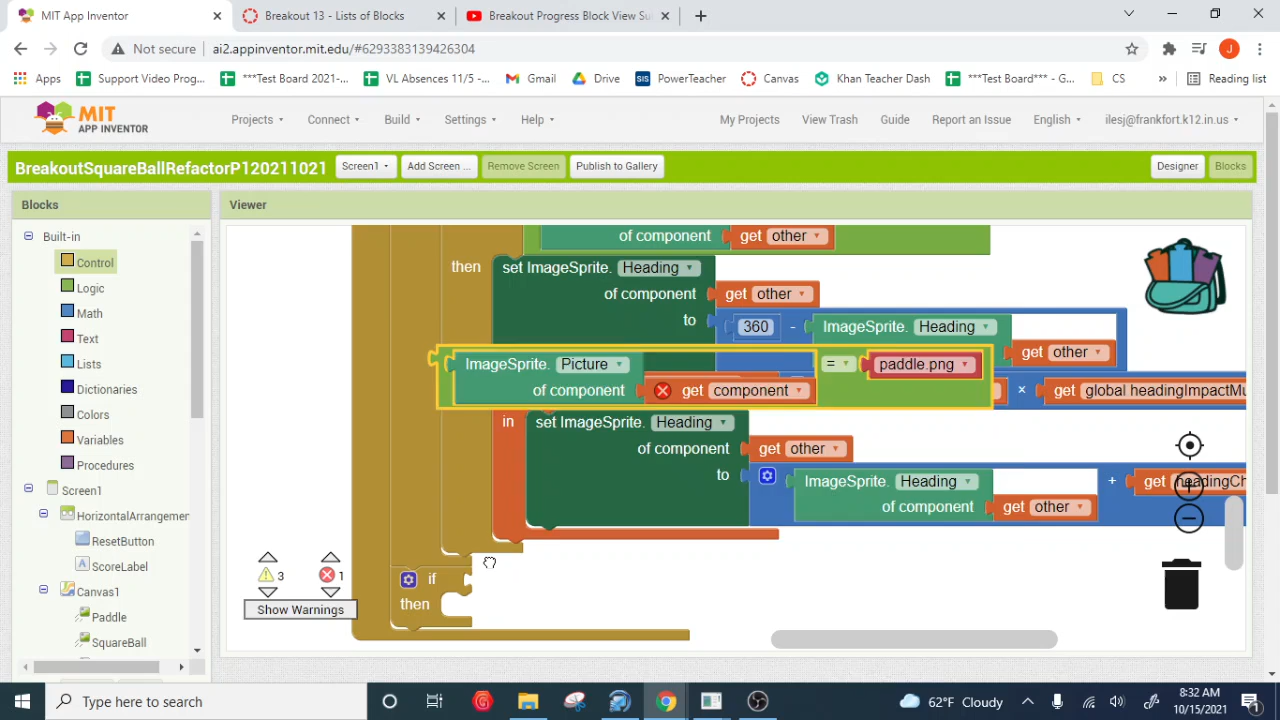 MIT App Inventor
Breakout 13 - Lists of Blocks
Breakout Progress Block View Su
Not secure
ai2.appinventor.mit.edu/#6293383139426304
J
Apps
Support Video Prog...
***Test Board 2021-...
VL Absences 11/5 -...
Gmail
Drive
SIS
PowerTeacher
Canvas
Khan Teacher Dash
***Test Board*** - G...
CS
»
Reading list
MIT
APP INVENTOR
Projects
Connect
Build
Settings
Help
My Projects
View Trash
Guide
Report an Issue
English
ilesj@frankfort.k12.in.us
BreakoutSquareBallRefactorP120211021
Screen1
Add Screen ...
Remove Screen
Publish to Gallery
Designer
Blocks
Blocks
Viewer
Built-in
Control
Logic
Math
Text
Lists
Dictionaries
Colors
Variables
Procedures
Screen1
HorizontalArrangemen
ResetButton
A ScoreLabel
Canvas1
Paddle
SquareBall
of component get other
then set ImageSprite. Heading
of component get other
to 360 - ImageSprite. Heading
get other
ImageSprite. Picture = paddle.png
of component get component
× get global headingImpactMu
in set ImageSprite. Heading
of component get other
to ImageSprite. Heading + get headingCh
of component get other
if
then
3
1
Show Warnings
Type here to search
62°F Cloudy
8:32 AM
10/15/2021
1